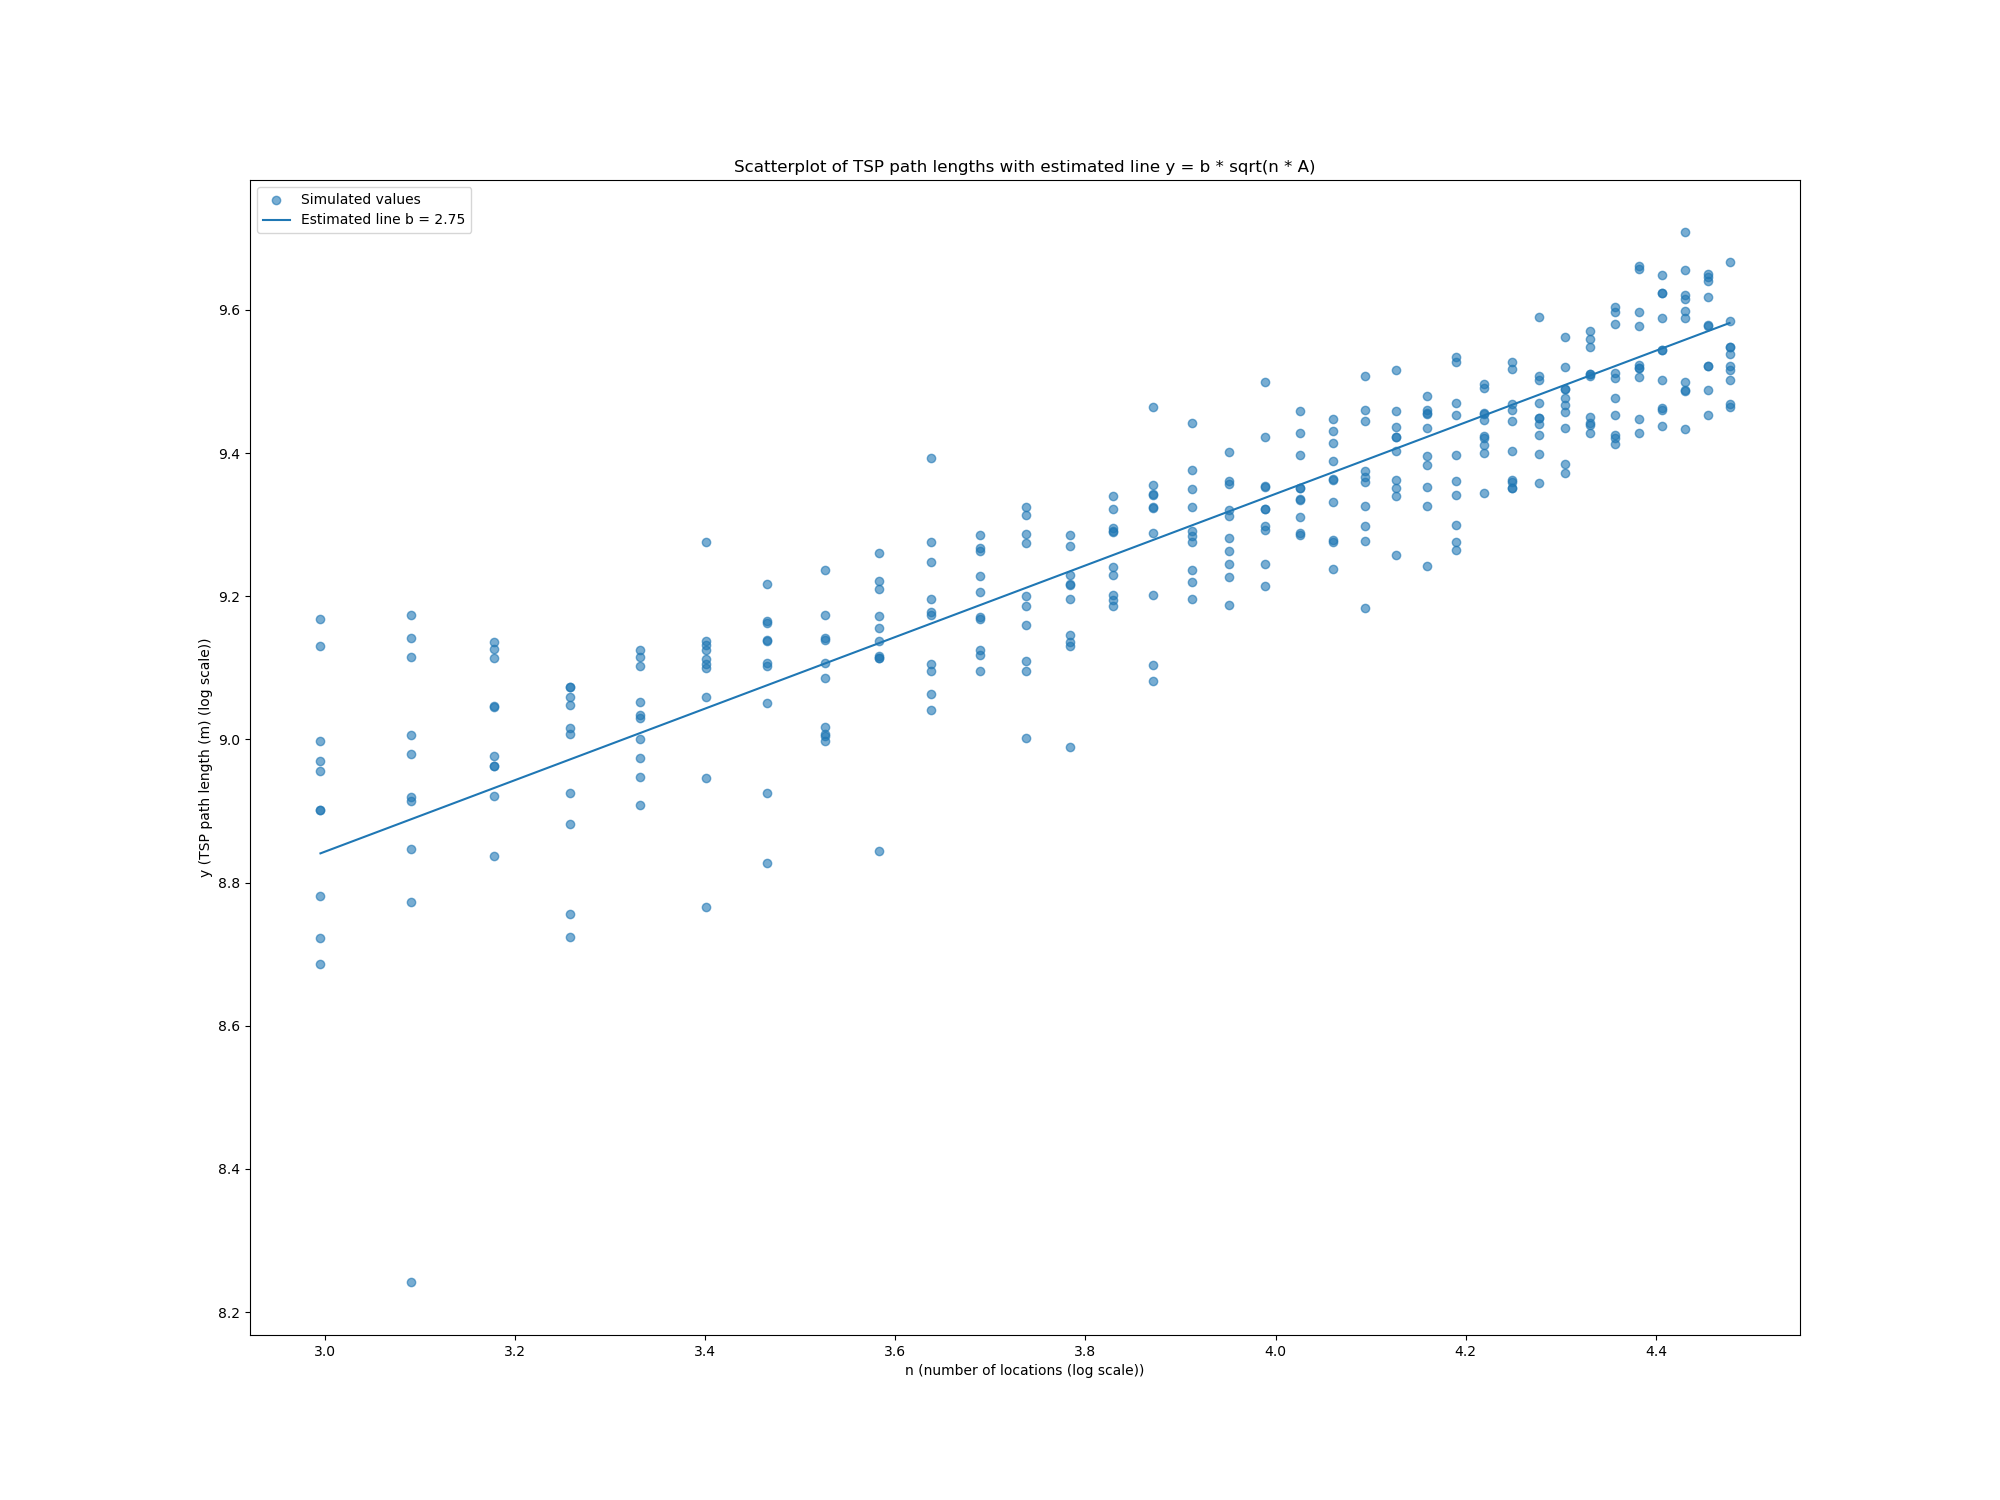 Scatterplot of TSP path lengths with estimated line y = b * sqrt(n * A)
Simulated values
Estimated line b = 2.75
9.6
9.4
9.2
9.0
8.8
8.6
8.4
8.2
y (TSP path length (m) (log scale))
3.0 3.2 3.4 3.6 3.8 4.0 4.2 4.4
n (number of locations (log scale))